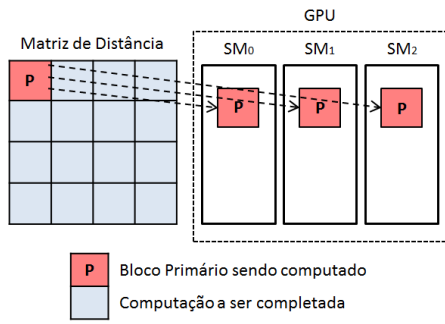 GPU
Matriz de Distância
SM0 SM1 SM2
P
P P P
P Bloco Primário sendo computado
Computação a ser completada